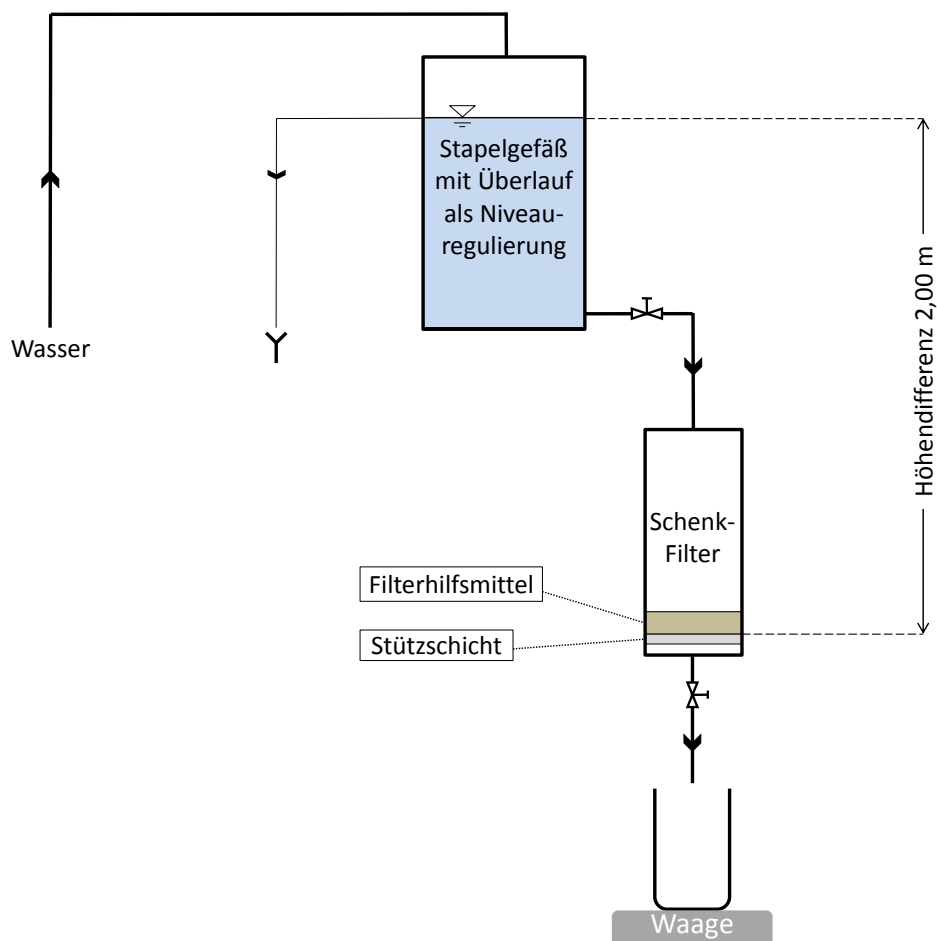 Stapelgefäß
mit Überlauf
als Niveau-
regulierung
Wasser
Höhendifferenz 2,00 m
Schenk-
Filter
Filterhilfsmittel
Stützschicht
Waage